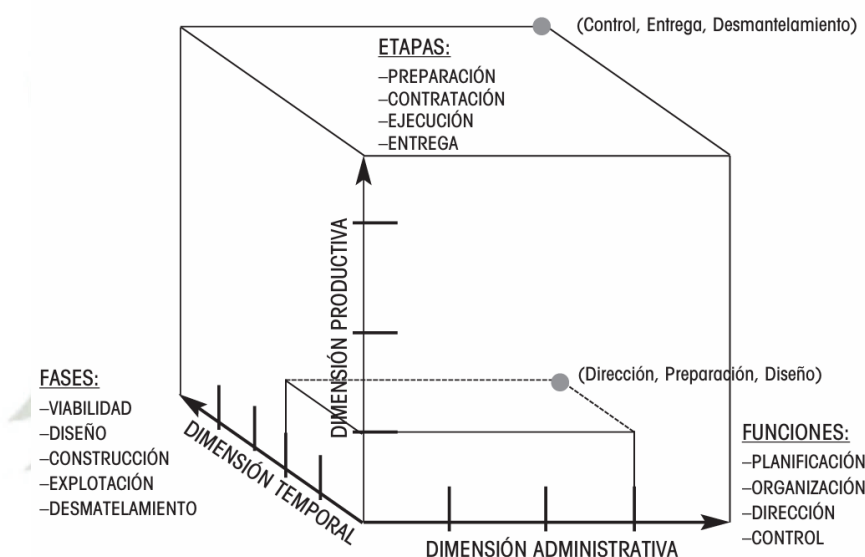 (Control, Entrega, Desmantelamiento)
ETAPAS:
–PREPARACIÓN
–CONTRATACIÓN
–EJECUCIÓN
–ENTREGA
DIMENSIÓN PRODUCTIVA
(Dirección, Preparación, Diseño)
FASES:
–VIABILIDAD
–DISEÑO
–CONSTRUCCIÓN
–EXPLOTACIÓN
–DESMATELAMIENTO
DIMENSIÓN TEMPORAL
FUNCIONES:
–PLANIFICACIÓN
–ORGANIZACIÓN
–DIRECCIÓN
–CONTROL
DIMENSIÓN ADMINISTRATIVA